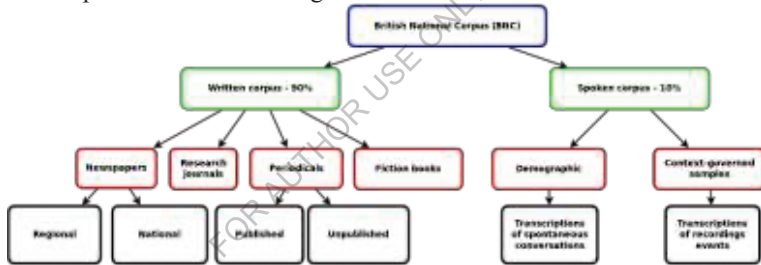 British National Corpus (BNC)
Written corpus - 90%
Spoken corpus - 10%
Newspapers
Research
journals
Periodicals
Fiction books
Demographic
Context-governed
samples
Regional
National
Published
Unpublished
Transcriptions
of spontaneous
conversations
Transcriptions
of recordings
events
FOR AUTHOR USE ONLY